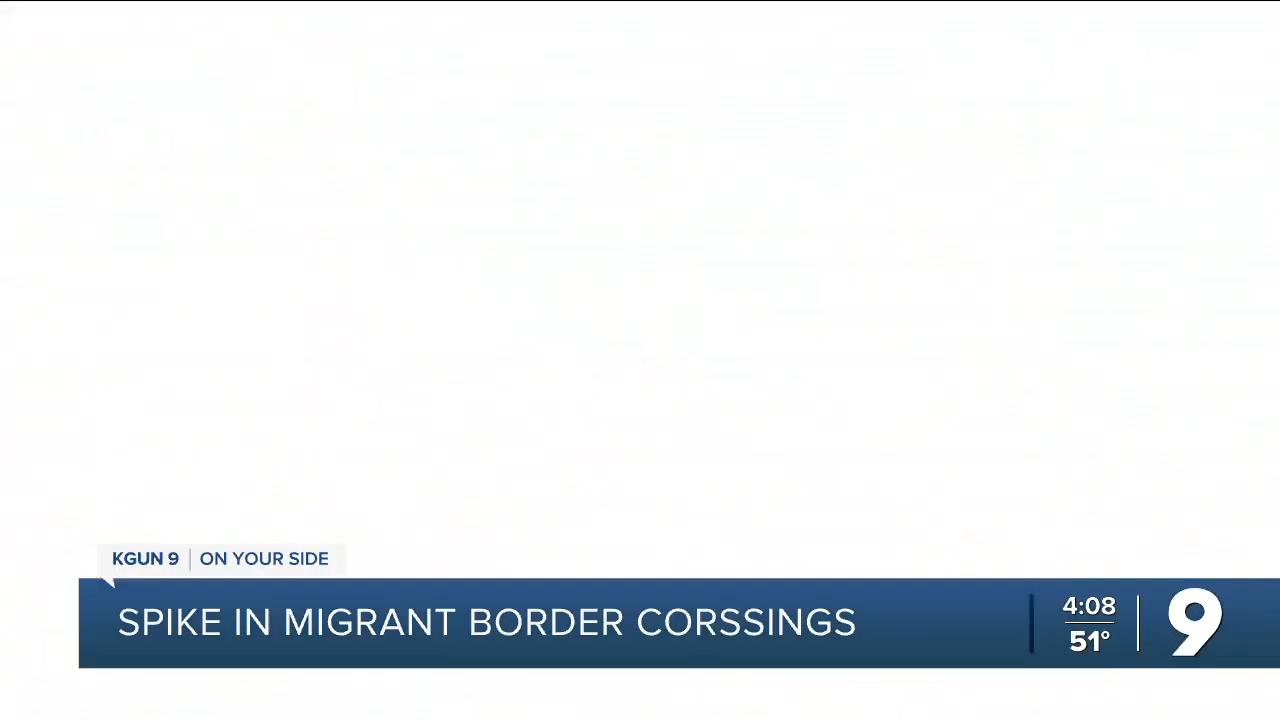 KGUN 9 | ON YOUR SIDE
SPIKE IN MIGRANT BORDER CORSSINGS
4:08
51°
9